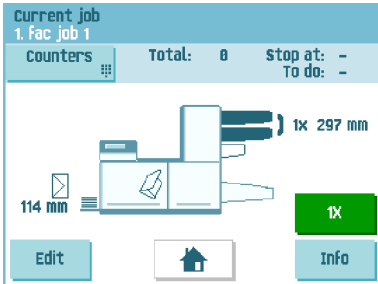 Current job
1. Fac job 1
Counters
Total: 0
Stop at: -
To do: -
1x 297 mm
114 mm
1X
Edit
Info